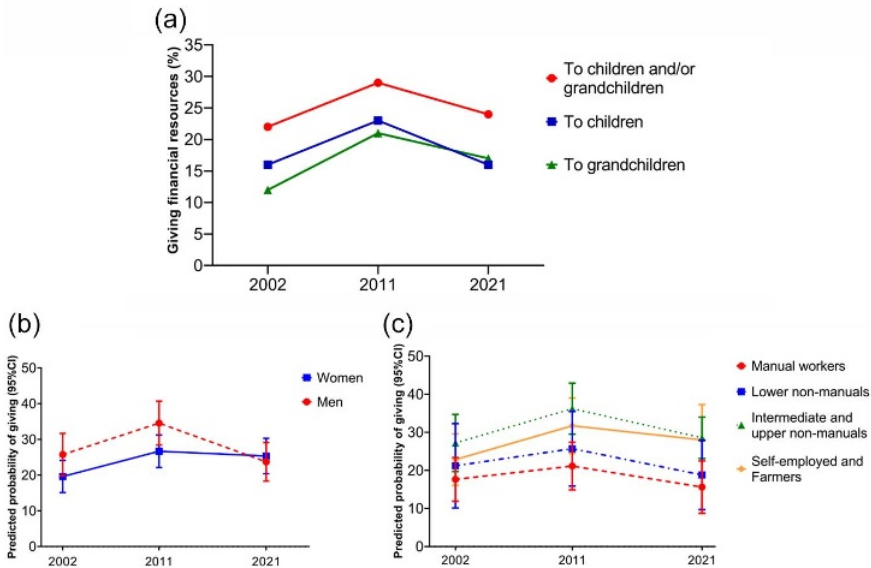 (a)
Giving financial resources (%)
35
30
25
20
15
10
5
0
2002 2011 2021
To children and/or
grandchildren
To children
To grandchildren
(b)
Predicted probability of giving (95%CI)
50
40
30
20
10
0
2002 2011 2021
Women
Men
(c)
Predicted probability of giving (95%CI)
50
40
30
20
10
0
2002 2011 2021
Manual workers
Lower non-manuals
Intermediate and
upper non-manuals
Self-employed and
Farmers